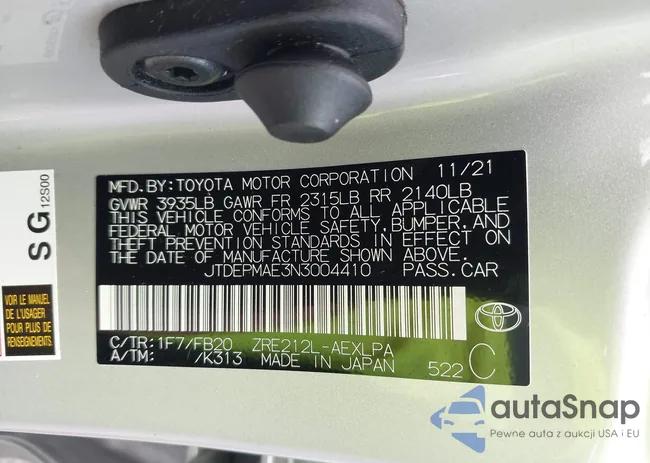 MFD.BY:TOYOTA MOTOR CORPORATION 11/21
GVWR 3935LB GAWR FR 2315LB RR 2140LB
THIS VEHICLE CONFORMS TO ALL APPLICABLE
FEDERAL MOTOR VEHICLE SAFETY,BUMPER,AND
THEFT PREVENTION STANDARDS IN EFFECT ON
THE DATE OF MANUFACTURE SHOWN ABOVE.
JTDEPMAE3N3004410 PASS.CAR
C/TR:1F7/FB20 ZRE212L-AEXLPA
A/TM: /K313 MADE IN JAPAN 522 C
SG
12S00
VOIR LE MANUEL
DE L'UTILISATEUR
POUR PLUS DE
RENSEIGNEMENTS.
autaSnap
Pewne auta z aukcji USA i EU